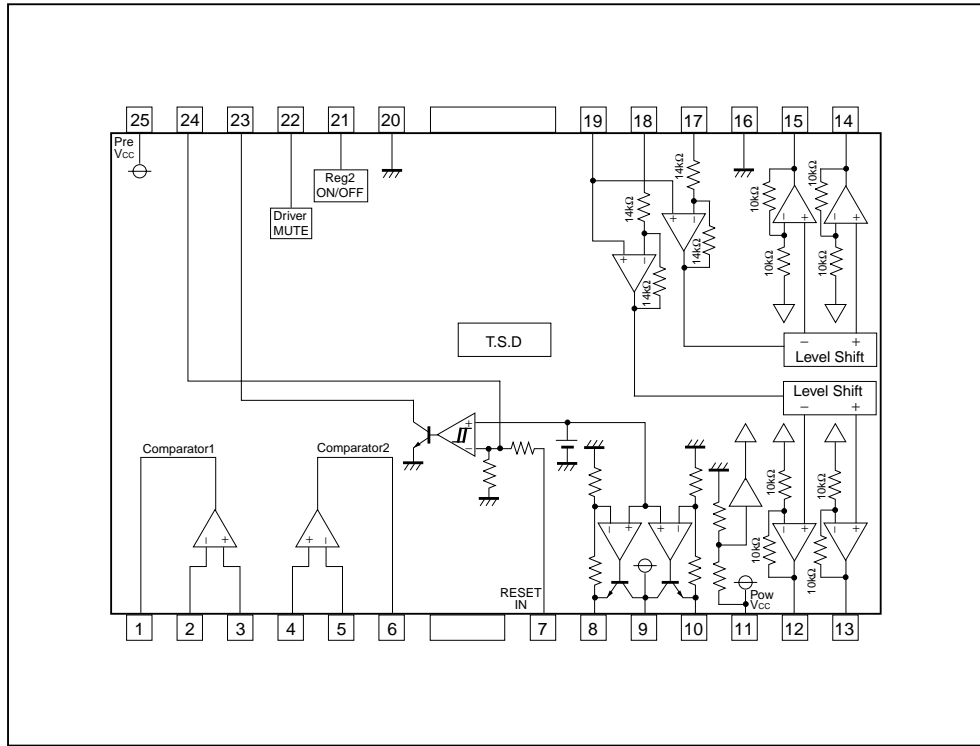 25
24
23
22
21
20
19
18
17
16
15
14
Pre
Vcc
Reg2
ON/OFF
Driver
MUTE
14kΩ
14kΩ
14kΩ
14kΩ
10kΩ
10kΩ
10kΩ
10kΩ
+ −
+ −
− +
− +
T.S.D
− +
Level Shift
Level Shift
− +
+
−
Comparator1
Comparator2
10kΩ
10kΩ
− +
+ −
− +
+ −
− +
− +
10kΩ
10kΩ
RESET
IN
Pow
Vcc
1
2
3
4
5
6
7
8
9
10
11
12
13